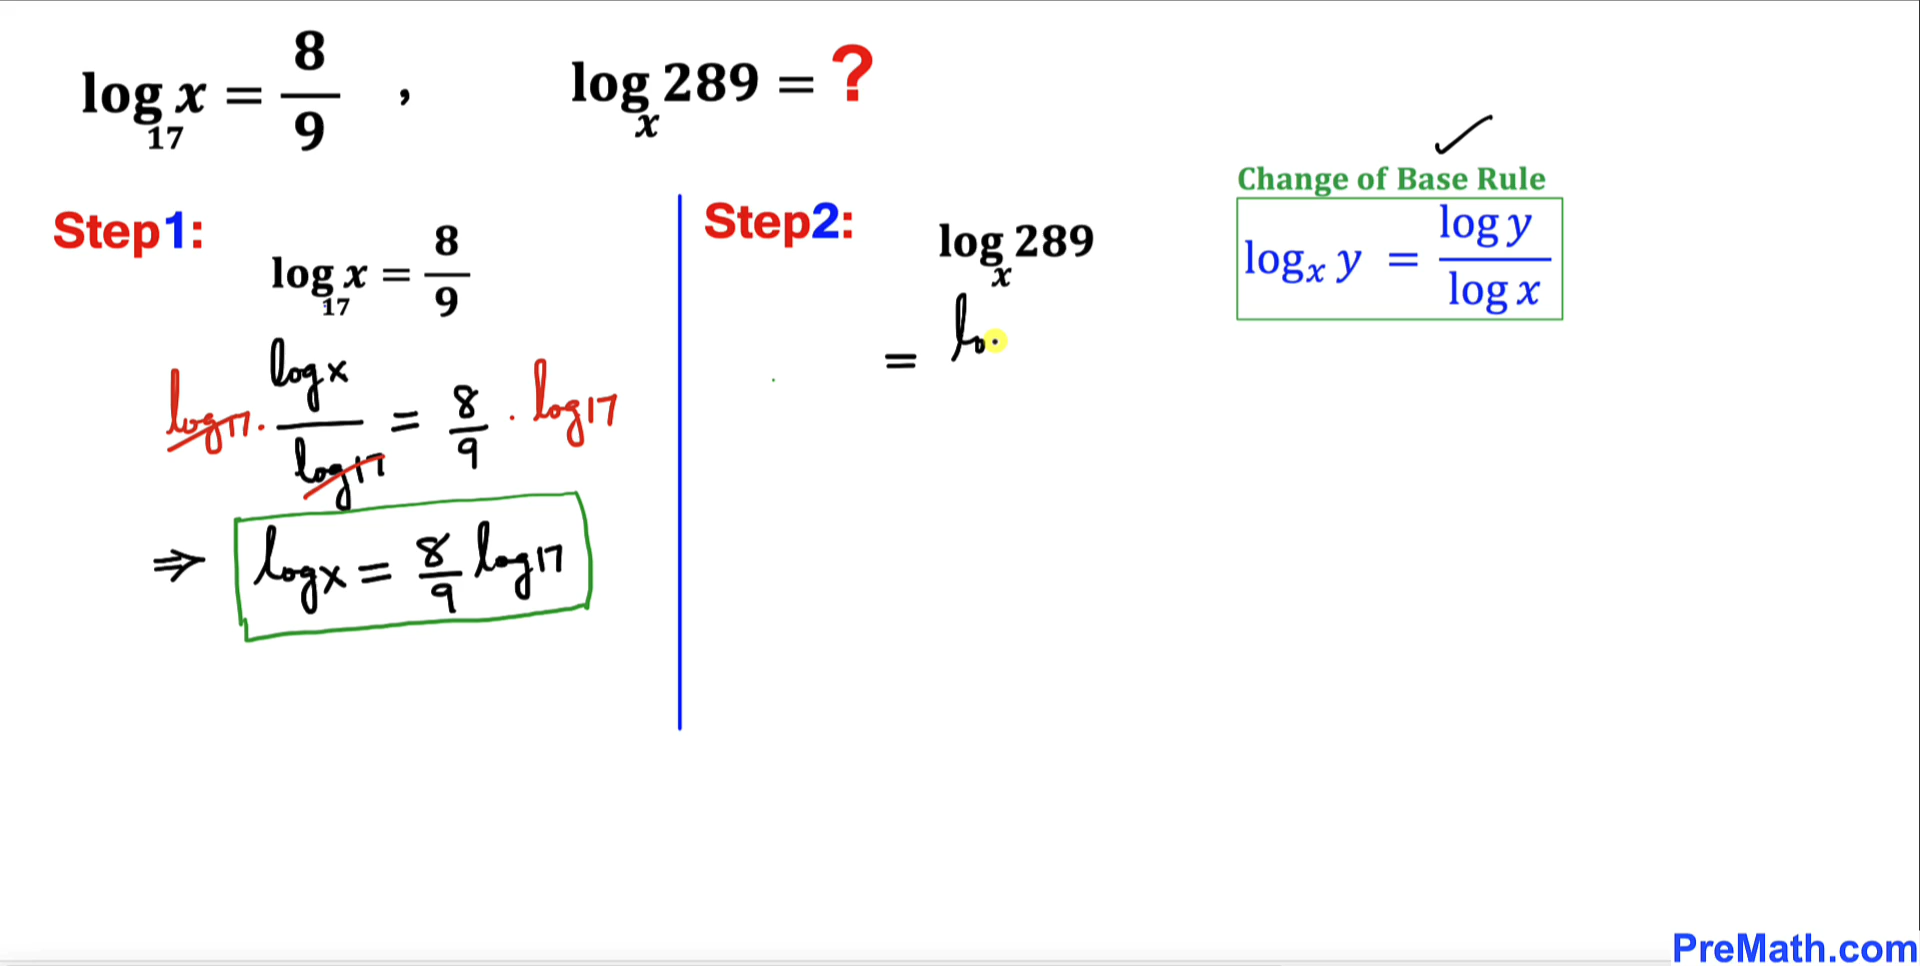 log₁₇ x = 8/9 , logₓ 289 = ?
Step1:
log₁₇ x = 8/9
log17 · log x / log17 = 8/9 · log17
⇒ log x = 8/9 log17
Step2:
logₓ 289
= lo
Change of Base Rule
logₓ y = log y / log x
PreMath.com